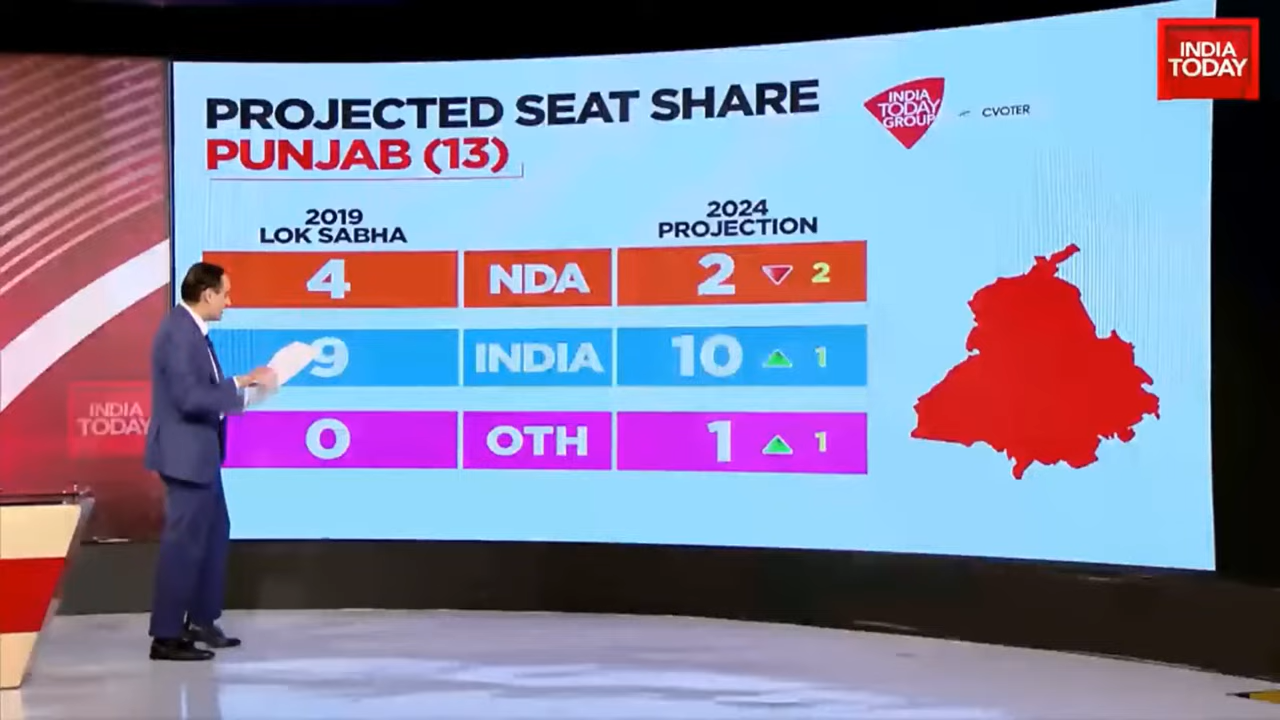 INDIA
TODAY
PROJECTED SEAT SHARE
PUNJAB (13)
INDIA
TODAY
GROUP
CVOTER
2019
LOK SABHA
2024
PROJECTION
4
NDA
2
2
9
INDIA
10
1
0
OTH
1
1
INDIA
TODAY